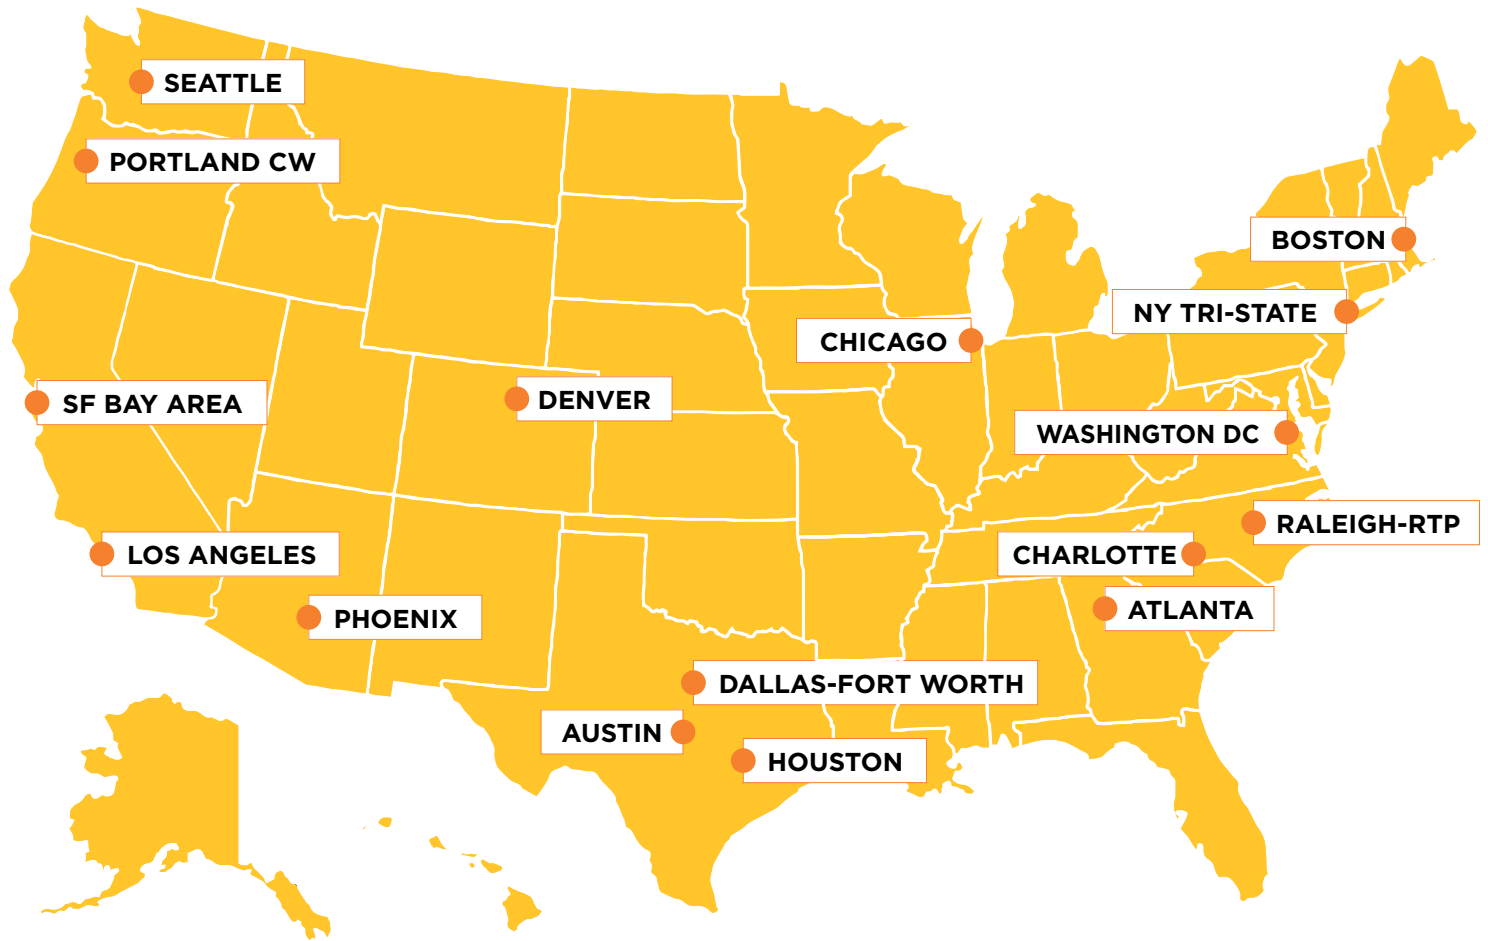 SEATTLE
PORTLAND CW
BOSTON
NY TRI-STATE
CHICAGO
SF BAY AREA
DENVER
WASHINGTON DC
RALEIGH-RTP
LOS ANGELES
CHARLOTTE
PHOENIX
ATLANTA
DALLAS-FORT WORTH
AUSTIN
HOUSTON